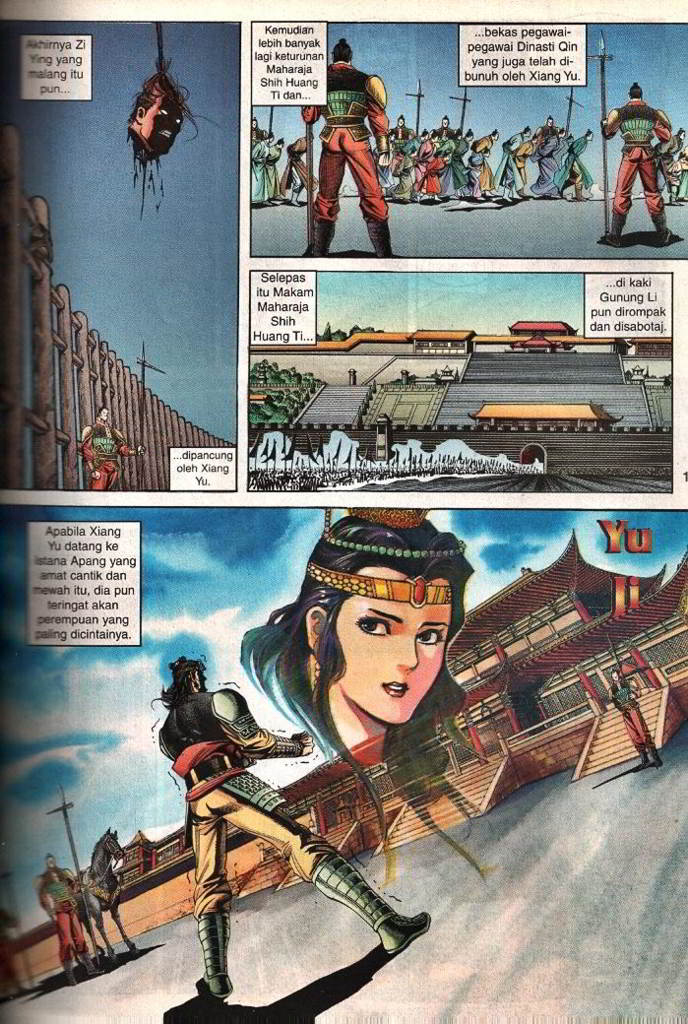 Akhirnya Zi
Ying yang
malang itu
pun...
...dipancung
oleh Xiang
Yu.
Kemudian
lebih banyak
lagi keturunan
Maharaja
Shih Huang
Ti dan...
...bekas pegawai-
pegawai Dinasti Qin
yang juga telah di-
bunuh oleh Xiang Yu.
Selepas
itu Makam
Maharaja
Shih
Huang Ti...
...di kaki
Gunung Li
pun dirompak
dan disabotaj.
1
Apabila Xiang
Yu datang ke
istana Apang yang
amat cantik dan
mewah itu, dia pun
teringat akan
perempuan yang
paling dicintainya.
Yu
Ji